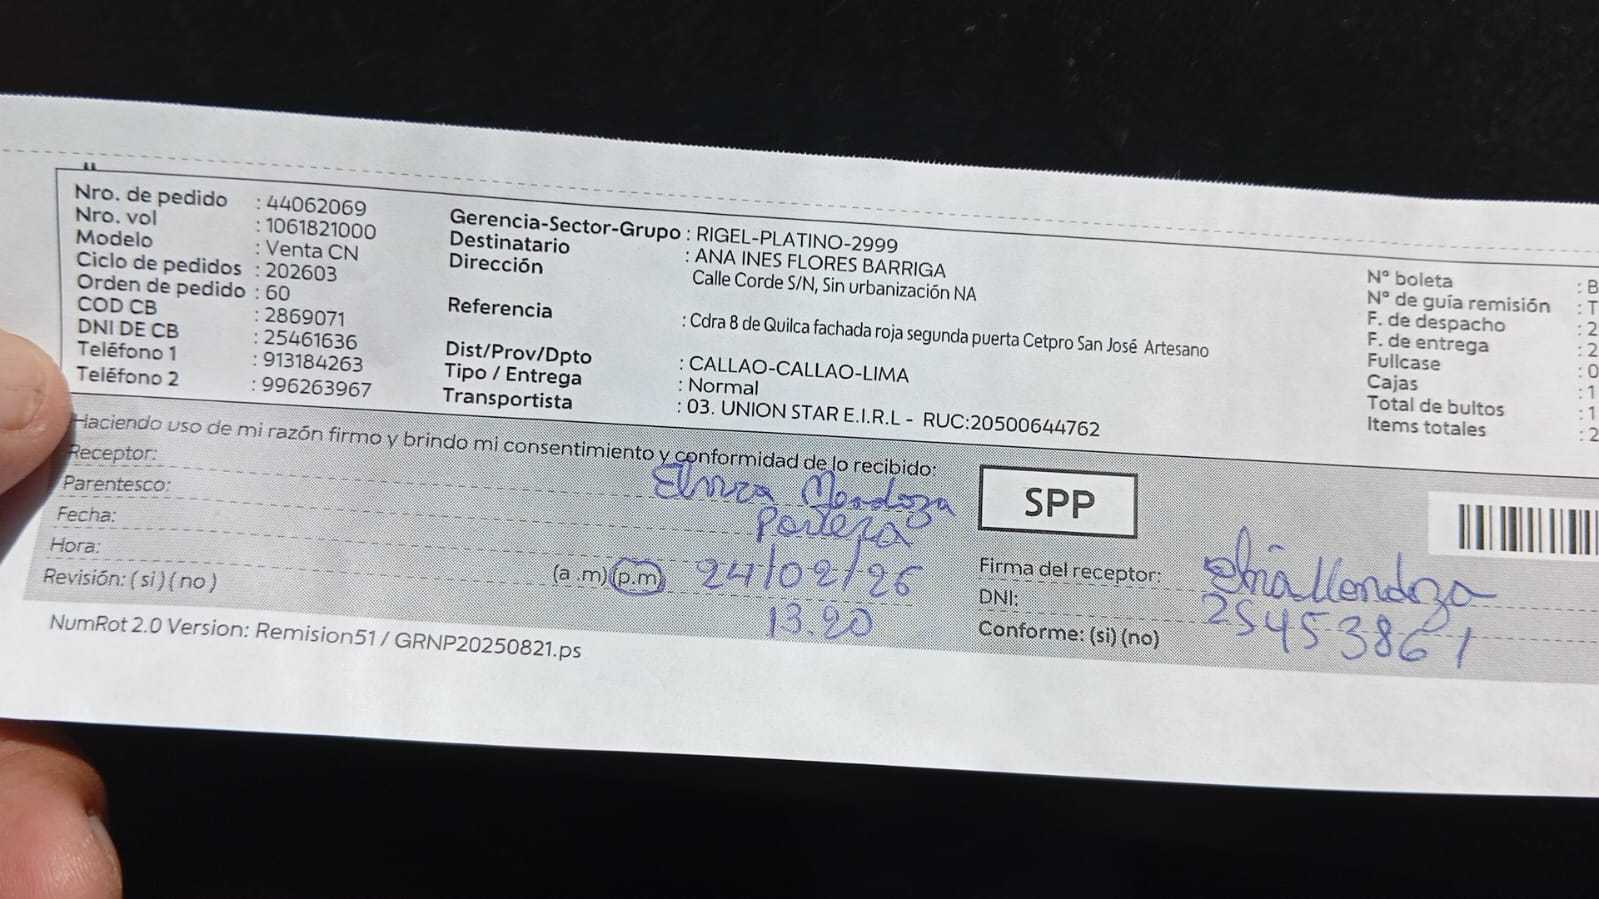 Nro. de pedido : 44062069
Nro. vol : 1061821000
Modelo : Venta CN
Ciclo de pedidos : 202603
Orden de pedido : 60
COD CB : 2869071
DNI DE CB : 25461636
Teléfono 1 : 913184263
Teléfono 2 : 996263967
Gerencia-Sector-Grupo : RIGEL-PLATINO-2999
Destinatario : ANA INES FLORES BARRIGA
Dirección Calle Corde S/N, Sin urbanización NA
Referencia : Cdra 8 de Quilca fachada roja segunda puerta Cetpro San José Artesano
Dist/Prov/Dpto : CALLAO-CALLAO-LIMA
Tipo / Entrega : Normal
Transportista : 03. UNION STAR E.I.R.L - RUC:20500644762
N° boleta : B
N° de guía remisión : T
F. de despacho : 2
F. de entrega : 2
Fullcase : 0
Cajas : 1
Total de bultos : 1
Items totales : 2
Haciendo uso de mi razón firmo y brindo mi consentimiento y conformidad de lo recibido:
Receptor: Mendoza
Parentesco: Portera
Fecha: 24/02/26
Hora: (a .m)(p.m) 13.20
Revisión: ( si ) ( no )
SPP
Firma del receptor: Mendoza
DNI: 25453861
Conforme: (si) (no)
NumRot 2.0 Version: Remision51 / GRNP20250821.ps